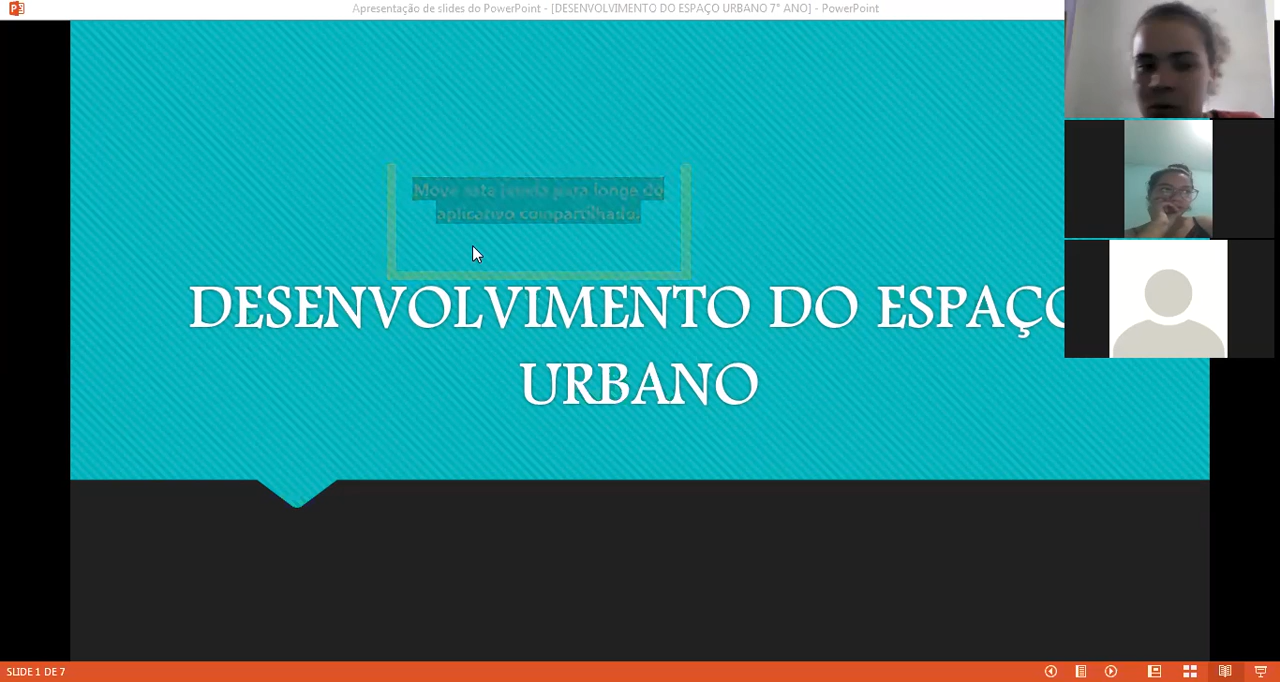 Apresentação de slides do PowerPoint - [DESENVOLVIMENTO DO ESPAÇO URBANO 7° ANO] - PowerPoint
Mova esta janela para longe do
aplicativo compartilhado.
DESENVOLVIMENTO DO ESPAÇO
URBANO
SLIDE 1 DE 7